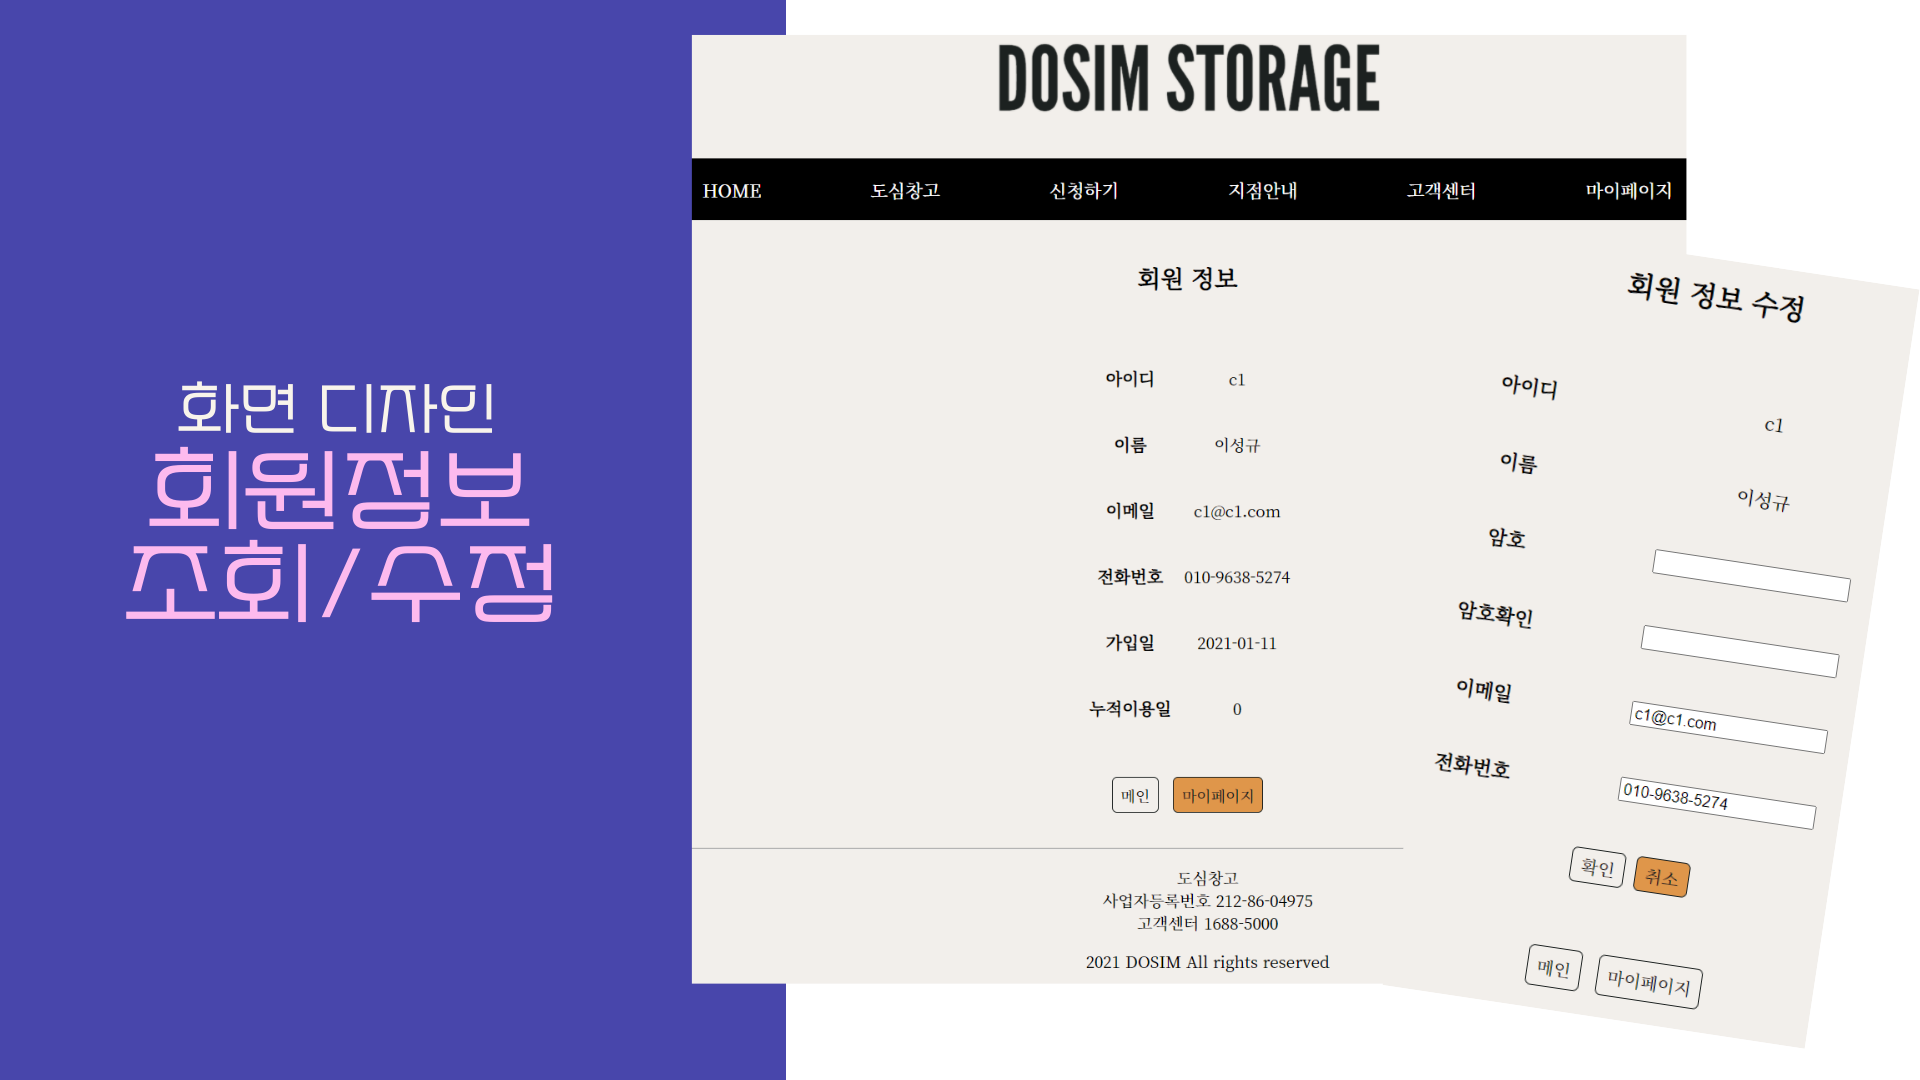 화면 디자인
회원정보
조회/수정
DOSIM STORAGE
HOME 도심창고 신청하기 지점안내 고객센터 마이페이지
회원 정보
아이디 c1
이름 이성규
이메일 c1@c1.com
전화번호 010-9638-5274
가입일 2021-01-11
누적이용일 0
메인 마이페이지
도심창고
사업자등록번호 212-86-04975
고객센터 1688-5000
2021 DOSIM All rights reserved
회원 정보 수정
아이디 c1
이름 이성규
암호
암호확인
이메일 c1@c1.com
전화번호 010-9638-5274
확인 취소
메인 마이페이지